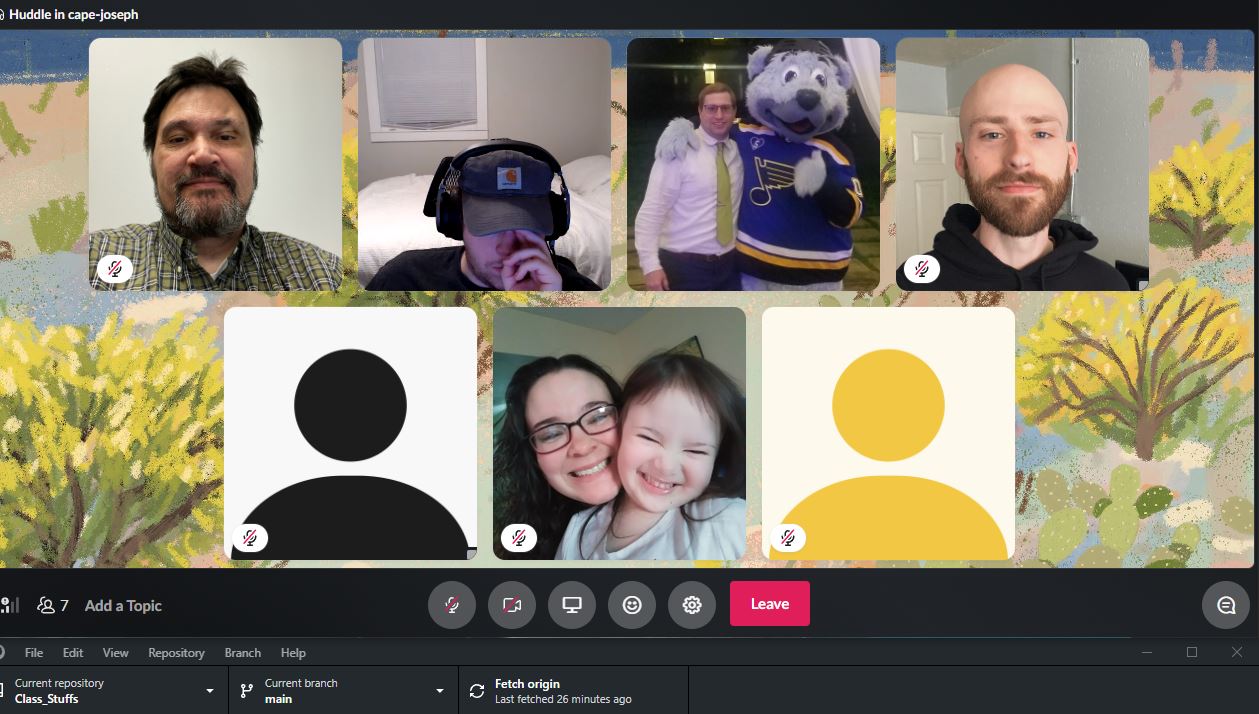 Huddle in cape-joseph
7 Add a Topic
Leave
File Edit View Repository Branch Help
Current repository
Class_Stuffs
Current branch
main
Fetch origin
Last fetched 26 minutes ago